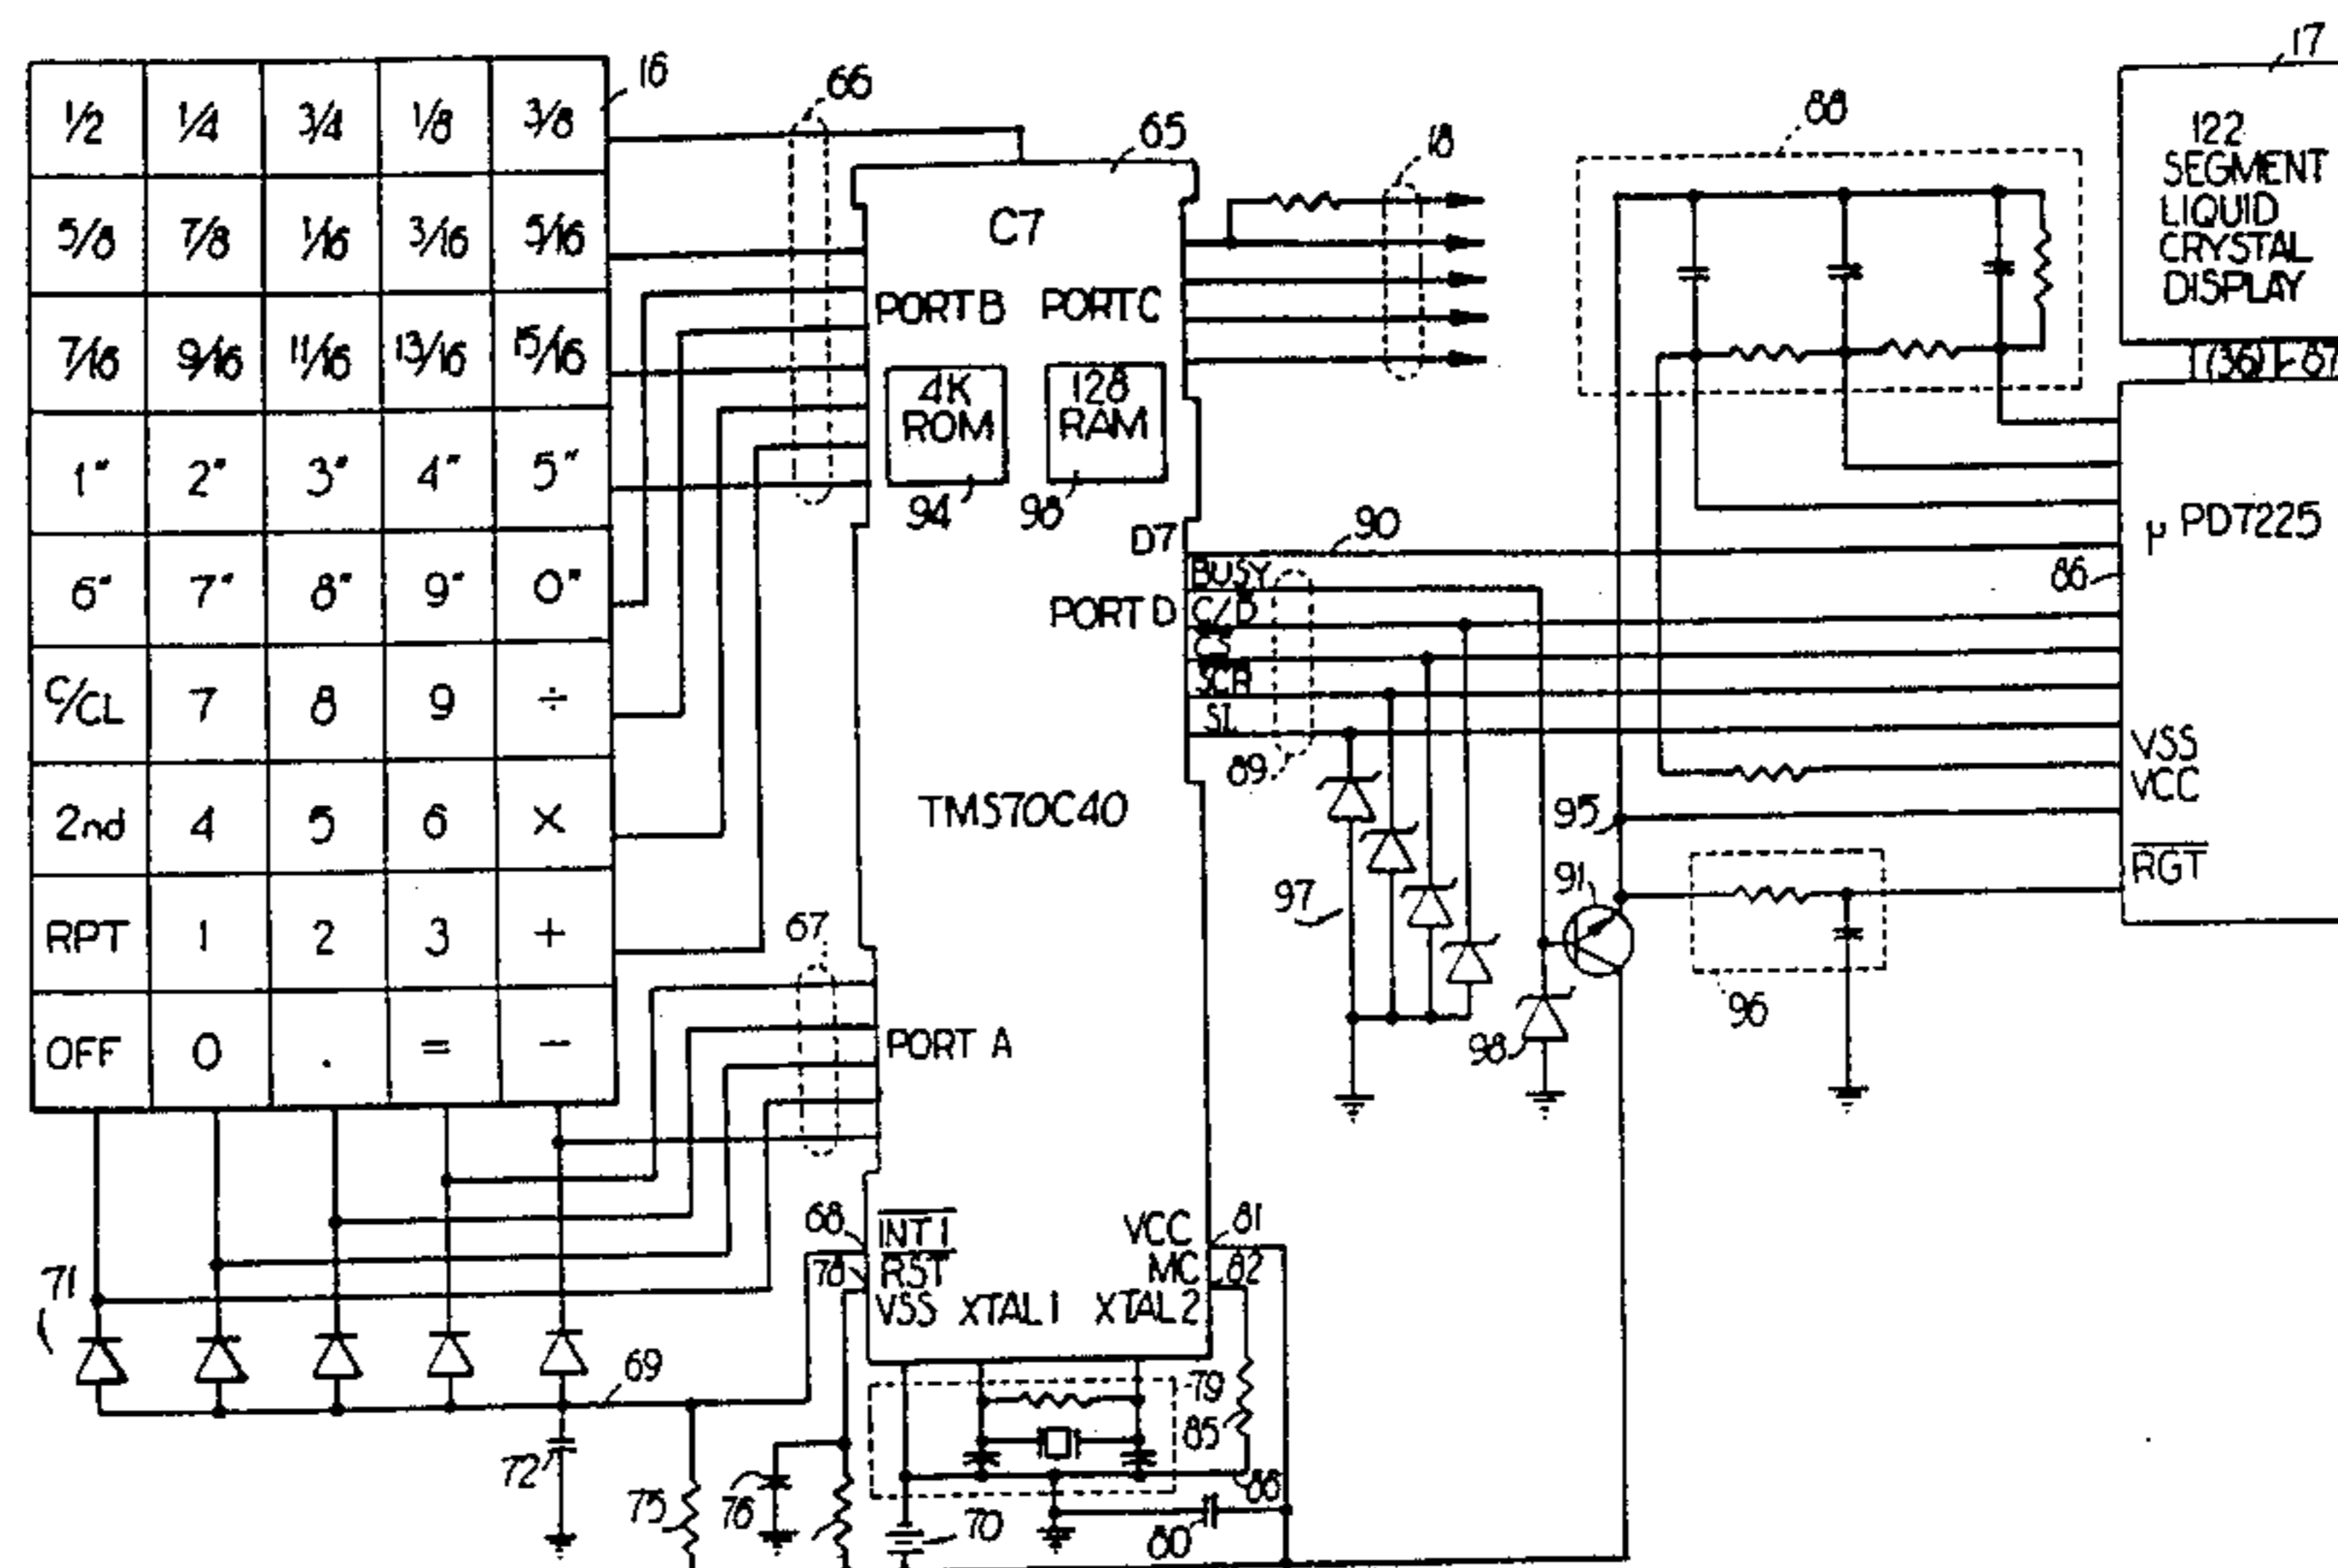 1/2 1/4 3/4 1/8 3/8
5/8 7/8 1/16 3/16 5/16
7/16 9/16 11/16 13/16 15/16
1" 2" 3" 4" 5"
6" 7" 8" 9" 0"
C/CL 7 8 9 ÷
2nd 4 5 6 X
RPT 1 2 3 +
OFF 0 . = -
16
66
65
18
88
17
C7
PORT B PORT C
4K
ROM
128
RAM
94
98
122
SEGMENT
LIQUID
CRYSTAL
DISPLAY
(36)
87
D7
90
BUSY
PORT D
C/D
CS
SI
89
μPD7225
86
VSS
VCC
RGT
TMS70C40
97
98
95
91
96
67
PORT A
68
INT1
78
RST
VSS XTAL1 XTAL2
VCC
MC
81
82
71
69
72
75
76
70
79
85
80